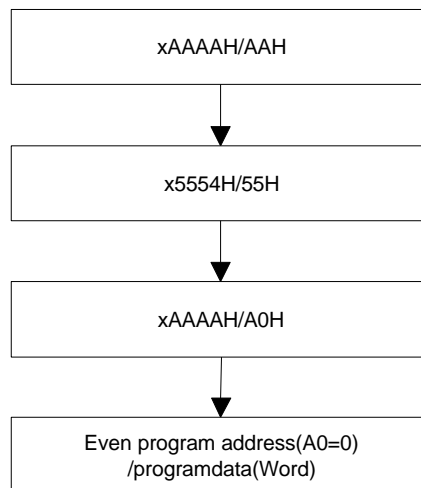 xAAAAH/AAH
x5554H/55H
xAAAAH/A0H
Even program address(A0=0)
/programdata(Word)